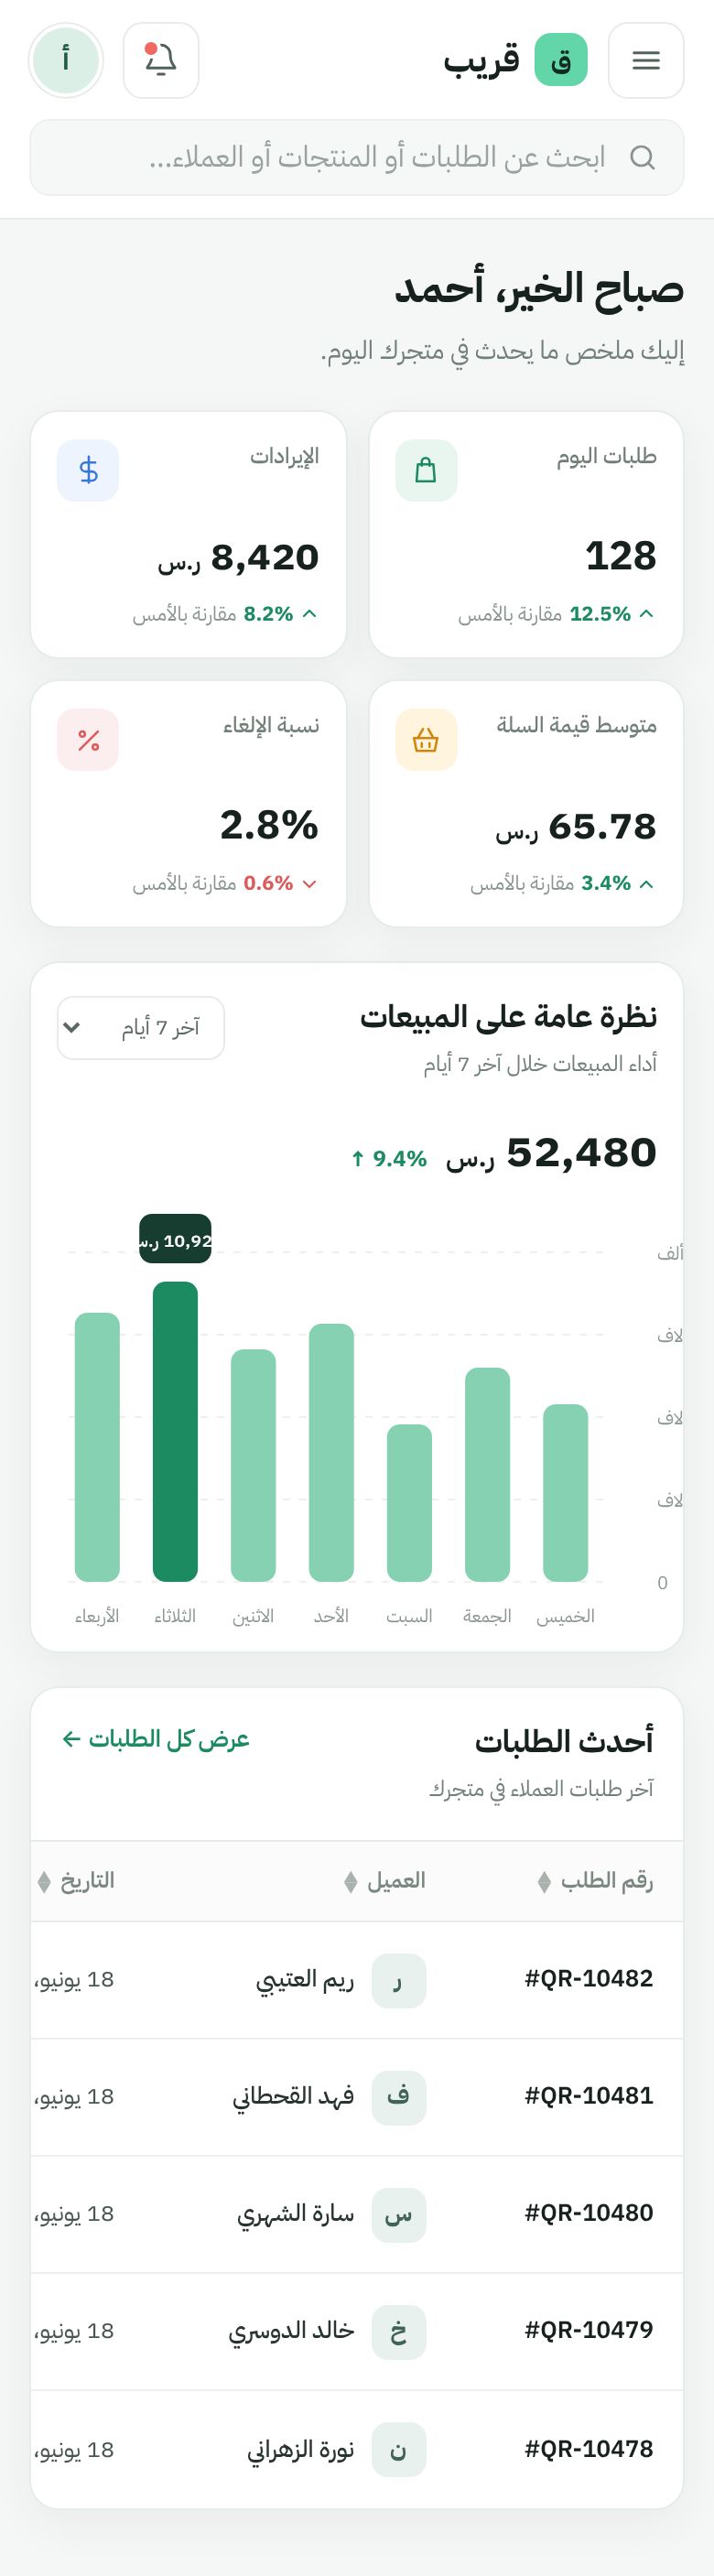 ق قريب
أ
ابحث عن الطلبات أو المنتجات أو العملاء...
صباح الخير، أحمد
إليك ملخص ما يحدث في متجرك اليوم.
طلبات اليوم
128
12.5% مقارنة بالأمس
الإيرادات
8,420 ر.س
8.2% مقارنة بالأمس
متوسط قيمة السلة
65.78 ر.س
3.4% مقارنة بالأمس
نسبة الإلغاء
2.8%
0.6% مقارنة بالأمس
نظرة عامة على المبيعات
آخر 7 أيام
أداء المبيعات خلال آخر 7 أيام
52,480 ر.س 9.4% ↑
10,92 ر.س
ألف
لاف
لاف
لاف
0
الخميس الجمعة السبت الأحد الاثنين الثلاثاء الأربعاء
أحدث الطلبات
عرض كل الطلبات ←
آخر طلبات العملاء في متجرك
رقم الطلب العميل التاريخ
#QR-10482 ر ريم العتيبي 18 يونيو،
#QR-10481 ف فهد القحطاني 18 يونيو،
#QR-10480 س سارة الشهري 18 يونيو،
#QR-10479 خ خالد الدوسري 18 يونيو،
#QR-10478 ن نورة الزهراني 18 يونيو،